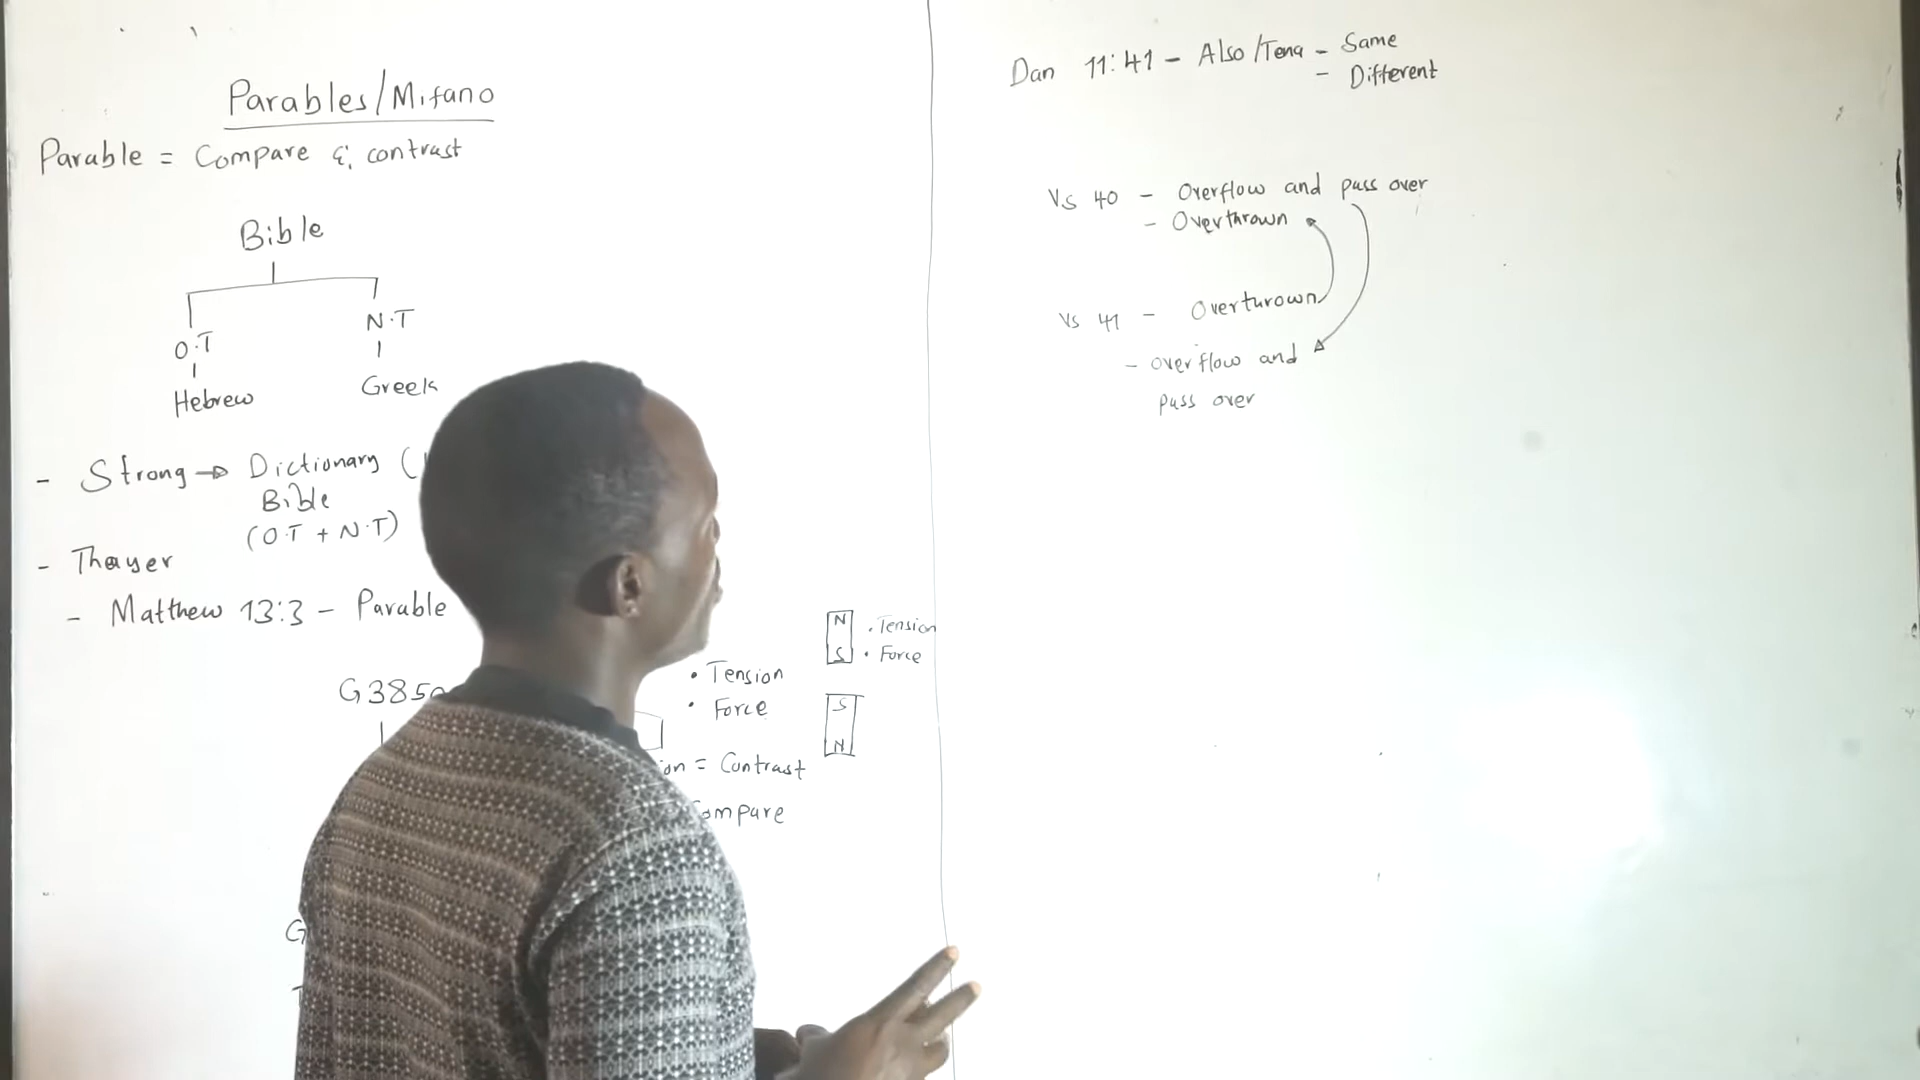 Parables/Mifano
Parable = Compare & contrast
Bible
O.T
N.T
Hebrew
Greek
- Strong → Dictionary (
Bible
(O.T + N.T)
- Thayer
- Matthew 13:3 - Parable
G3850
• Tension
• Force
= Contrast
Compare
N
S
• Tension
• Force
S
N
G
Dan 11:41 - Also/Tena - Same
- Different
Vs 40 - Overflow and pass over
- Overthrown
Vs 41 - Overturown
- overflow and
pass over